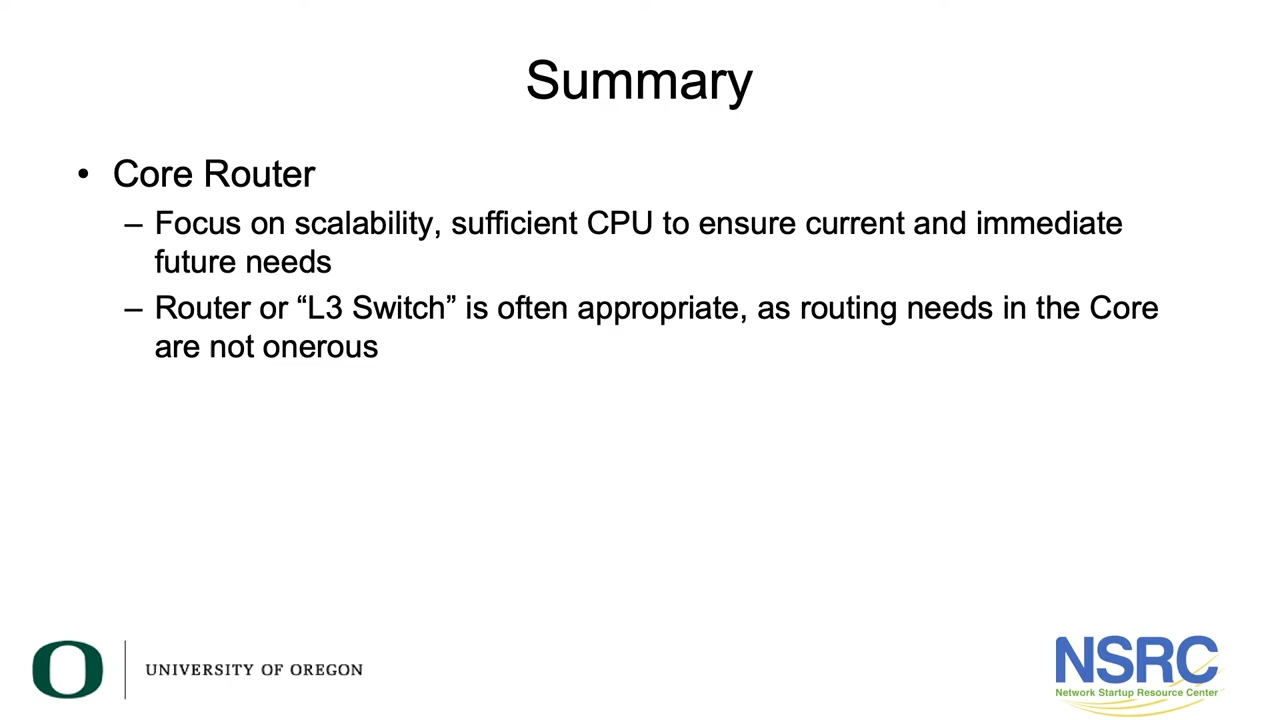 Summary
• Core Router
– Focus on scalability, sufficient CPU to ensure current and immediate
future needs
– Router or “L3 Switch” is often appropriate, as routing needs in the Core
are not onerous
O UNIVERSITY OF OREGON
NSRC
Network Startup Resource Center